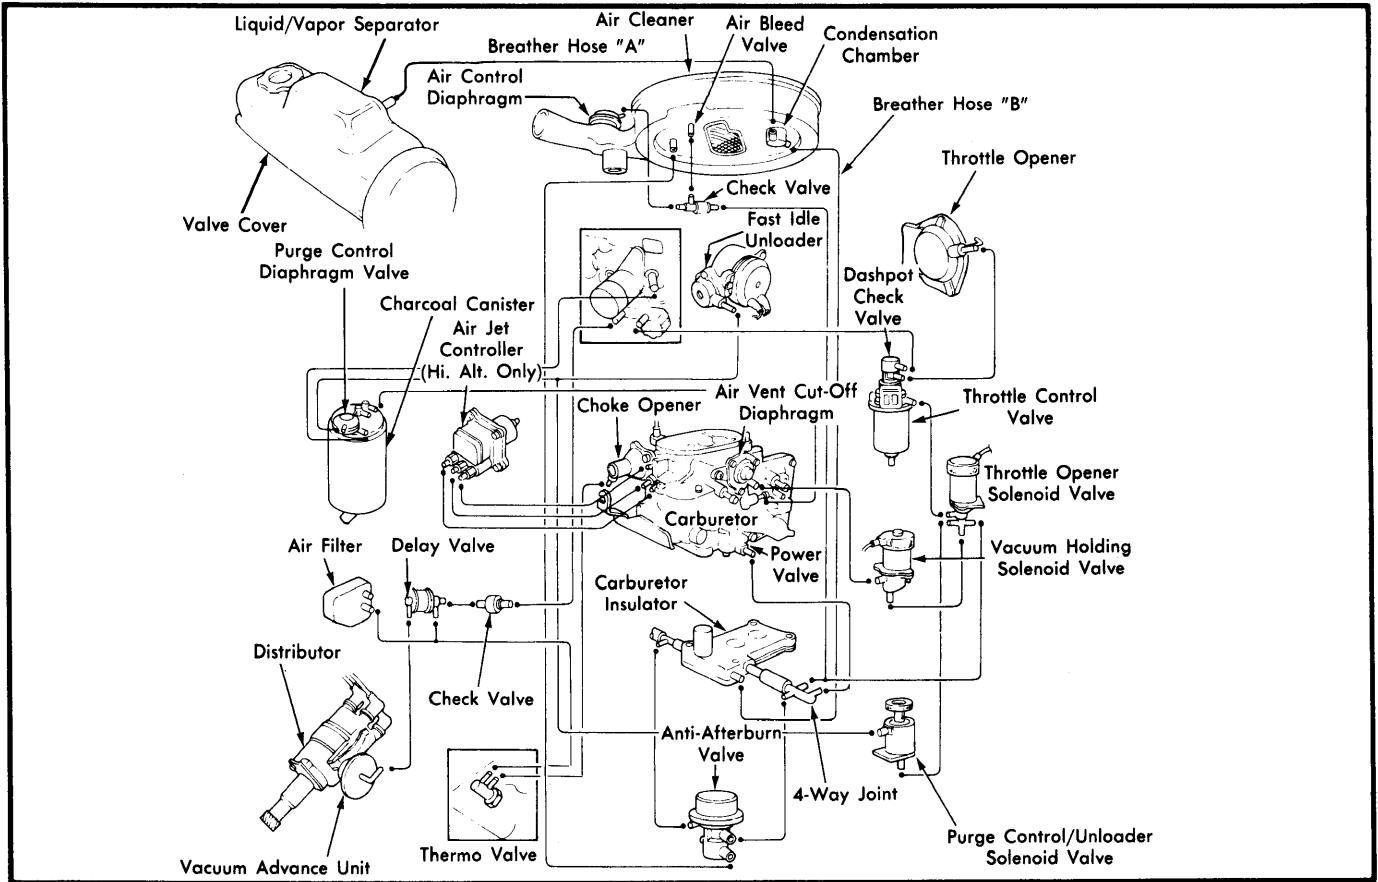 Liquid/Vapor Separator
Air Cleaner
Air Bleed
Valve
Condensation
Chamber
Breather Hose "A"
Air Control
Diaphragm
Breather Hose "B"
Throttle Opener
Check Valve
Valve Cover
Fast Idle
Unloader
Purge Control
Diaphragm Valve
Dashpot
Check
Valve
Charcoal Canister
Air Jet
Controller
(Hi. Alt. Only)
Choke Opener
Air Vent Cut-Off
Diaphragm
Throttle Control
Valve
Throttle Opener
Solenoid Valve
Carburetor
Air Filter
Delay Valve
Power
Valve
Vacuum Holding
Solenoid Valve
Carburetor
Insulator
Distributor
Check Valve
Anti-Afterburn
Valve
4-Way Joint
Purge Control/Unloader
Solenoid Valve
Thermo Valve
Vacuum Advance Unit